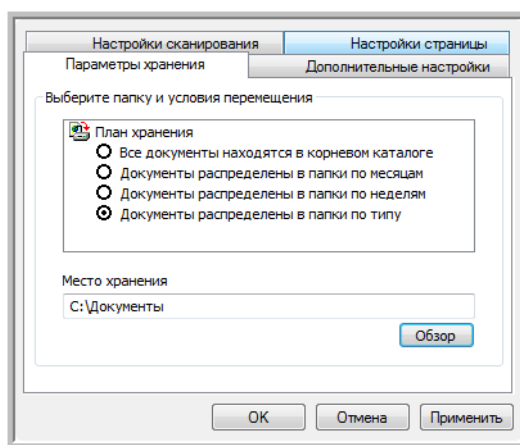 Настройки сканирования
Настройки страницы
Параметры хранения
Дополнительные настройки
Выберите папку и условия перемещения
План хранения
Все документы находятся в корневом каталоге
Документы распределены в папки по месяцам
Документы распределены в папки по неделям
Документы распределены в папки по типу
Место хранения
C:\Документы
Обзор
OK
Отмена
Применить